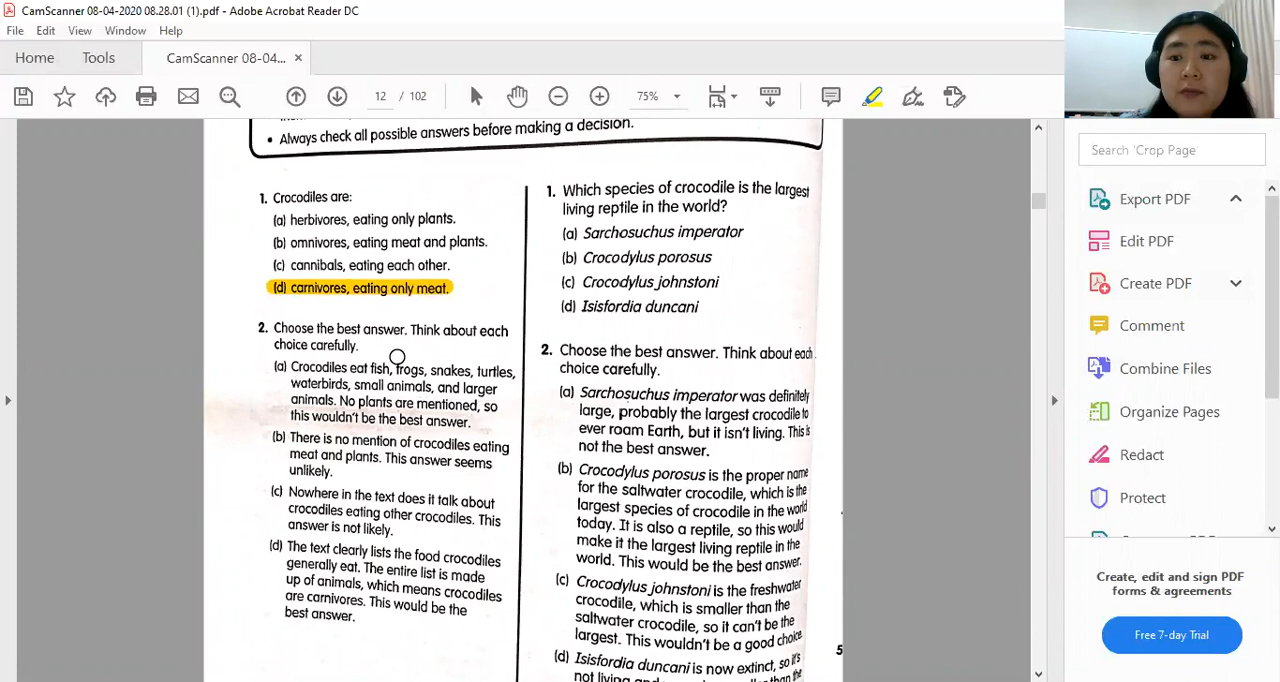 CamScanner 08-04-2020 08.28.01 (1).pdf - Adobe Acrobat Reader DC
File Edit View Window Help
Home Tools CamScanner 08-04... ×
12 / 102 75%
• Always check all possible answers before making a decision.
1. Crocodiles are:
(a) herbivores, eating only plants.
(b) omnivores, eating meat and plants.
(c) cannibals, eating each other.
(d) carnivores, eating only meat.
2. Choose the best answer. Think about each
choice carefully.
(a) Crocodiles eat fish, frogs, snakes, turtles,
waterbirds, small animals, and larger
animals. No plants are mentioned, so
this wouldn't be the best answer.
(b) There is no mention of crocodiles eating
meat and plants. This answer seems
unlikely.
(c) Nowhere in the text does it talk about
crocodiles eating other crocodiles. This
answer is not likely.
(d) The text clearly lists the food crocodiles
generally eat. The entire list is made
up of animals, which means crocodiles
are carnivores. This would be the
best answer.
1. Which species of crocodile is the largest
living reptile in the world?
(a) Sarchosuchus imperator
(b) Crocodylus porosus
(c) Crocodylus johnstoni
(d) Isisfordia duncani
2. Choose the best answer. Think about each
choice carefully.
(a) Sarchosuchus imperator was definitely
large, probably the largest crocodile to
ever roam Earth, but it isn't living. This is
not the best answer.
(b) Crocodylus porosus is the proper name
for the saltwater crocodile, which is the
largest species of crocodile in the world
today. It is also a reptile, so this would
make it the largest living reptile in the
world. This would be the best answer.
(c) Crocodylus johnstoni is the freshwater
crocodile, which is smaller than the
saltwater crocodile, so it can't be the
largest. This wouldn't be a good choice.
(d) Isisfordia duncani is now extinct, so it's
not living and than the
5
Search 'Crop Page'
Export PDF
Edit PDF
Create PDF
Comment
Combine Files
Organize Pages
Redact
Protect
Create, edit and sign PDF
forms & agreements
Free 7-day Trial